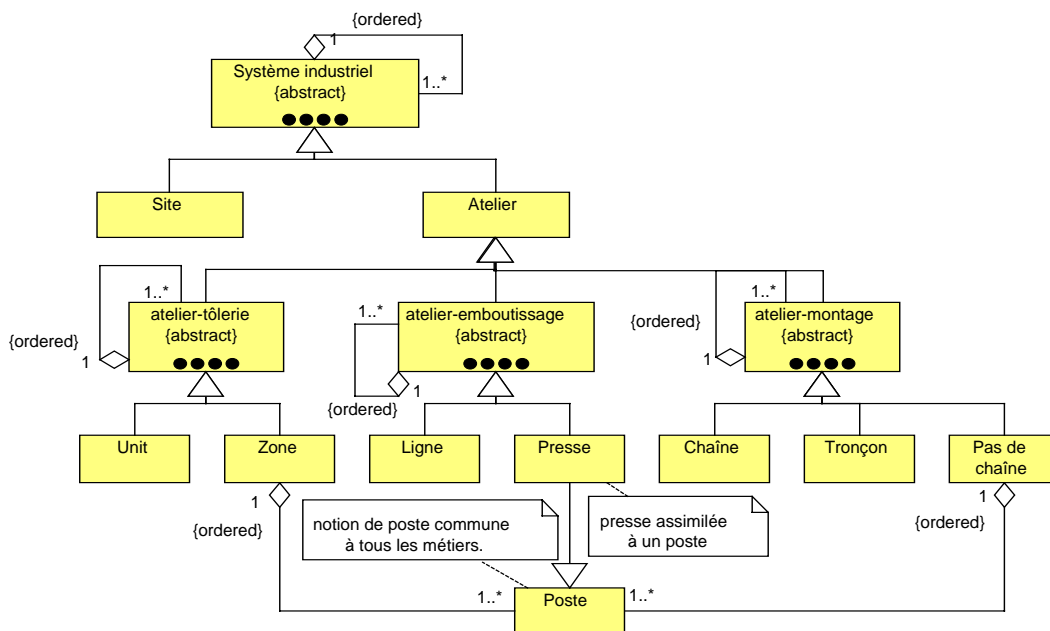 {ordered}
1
Système industriel
{abstract}
1..*
Site
Atelier
1..*
atelier-tôlerie
{abstract}
{ordered}
1
1..*
atelier-emboutissage
{abstract}
1
{ordered}
1..*
atelier-montage
{abstract}
{ordered}
1
Unit
Zone
Ligne
Presse
Chaîne
Tronçon
Pas de
chaîne
1
{ordered}
notion de poste commune
à tous les métiers.
presse assimilée
à un poste
1
{ordered}
1..*
Poste
1..*